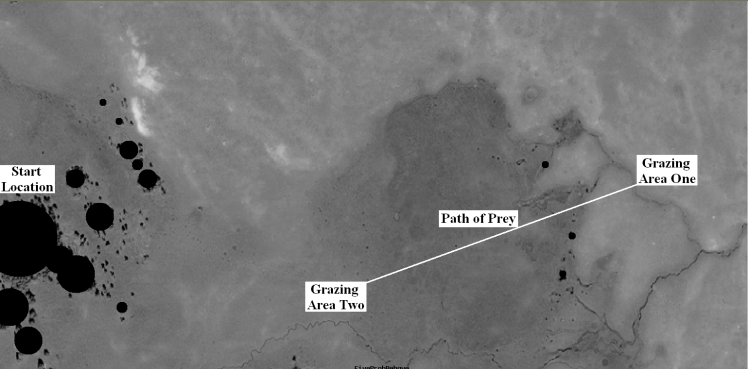 Start
Location
Grazing
Area One
Path of Prey
Grazing
Area Two